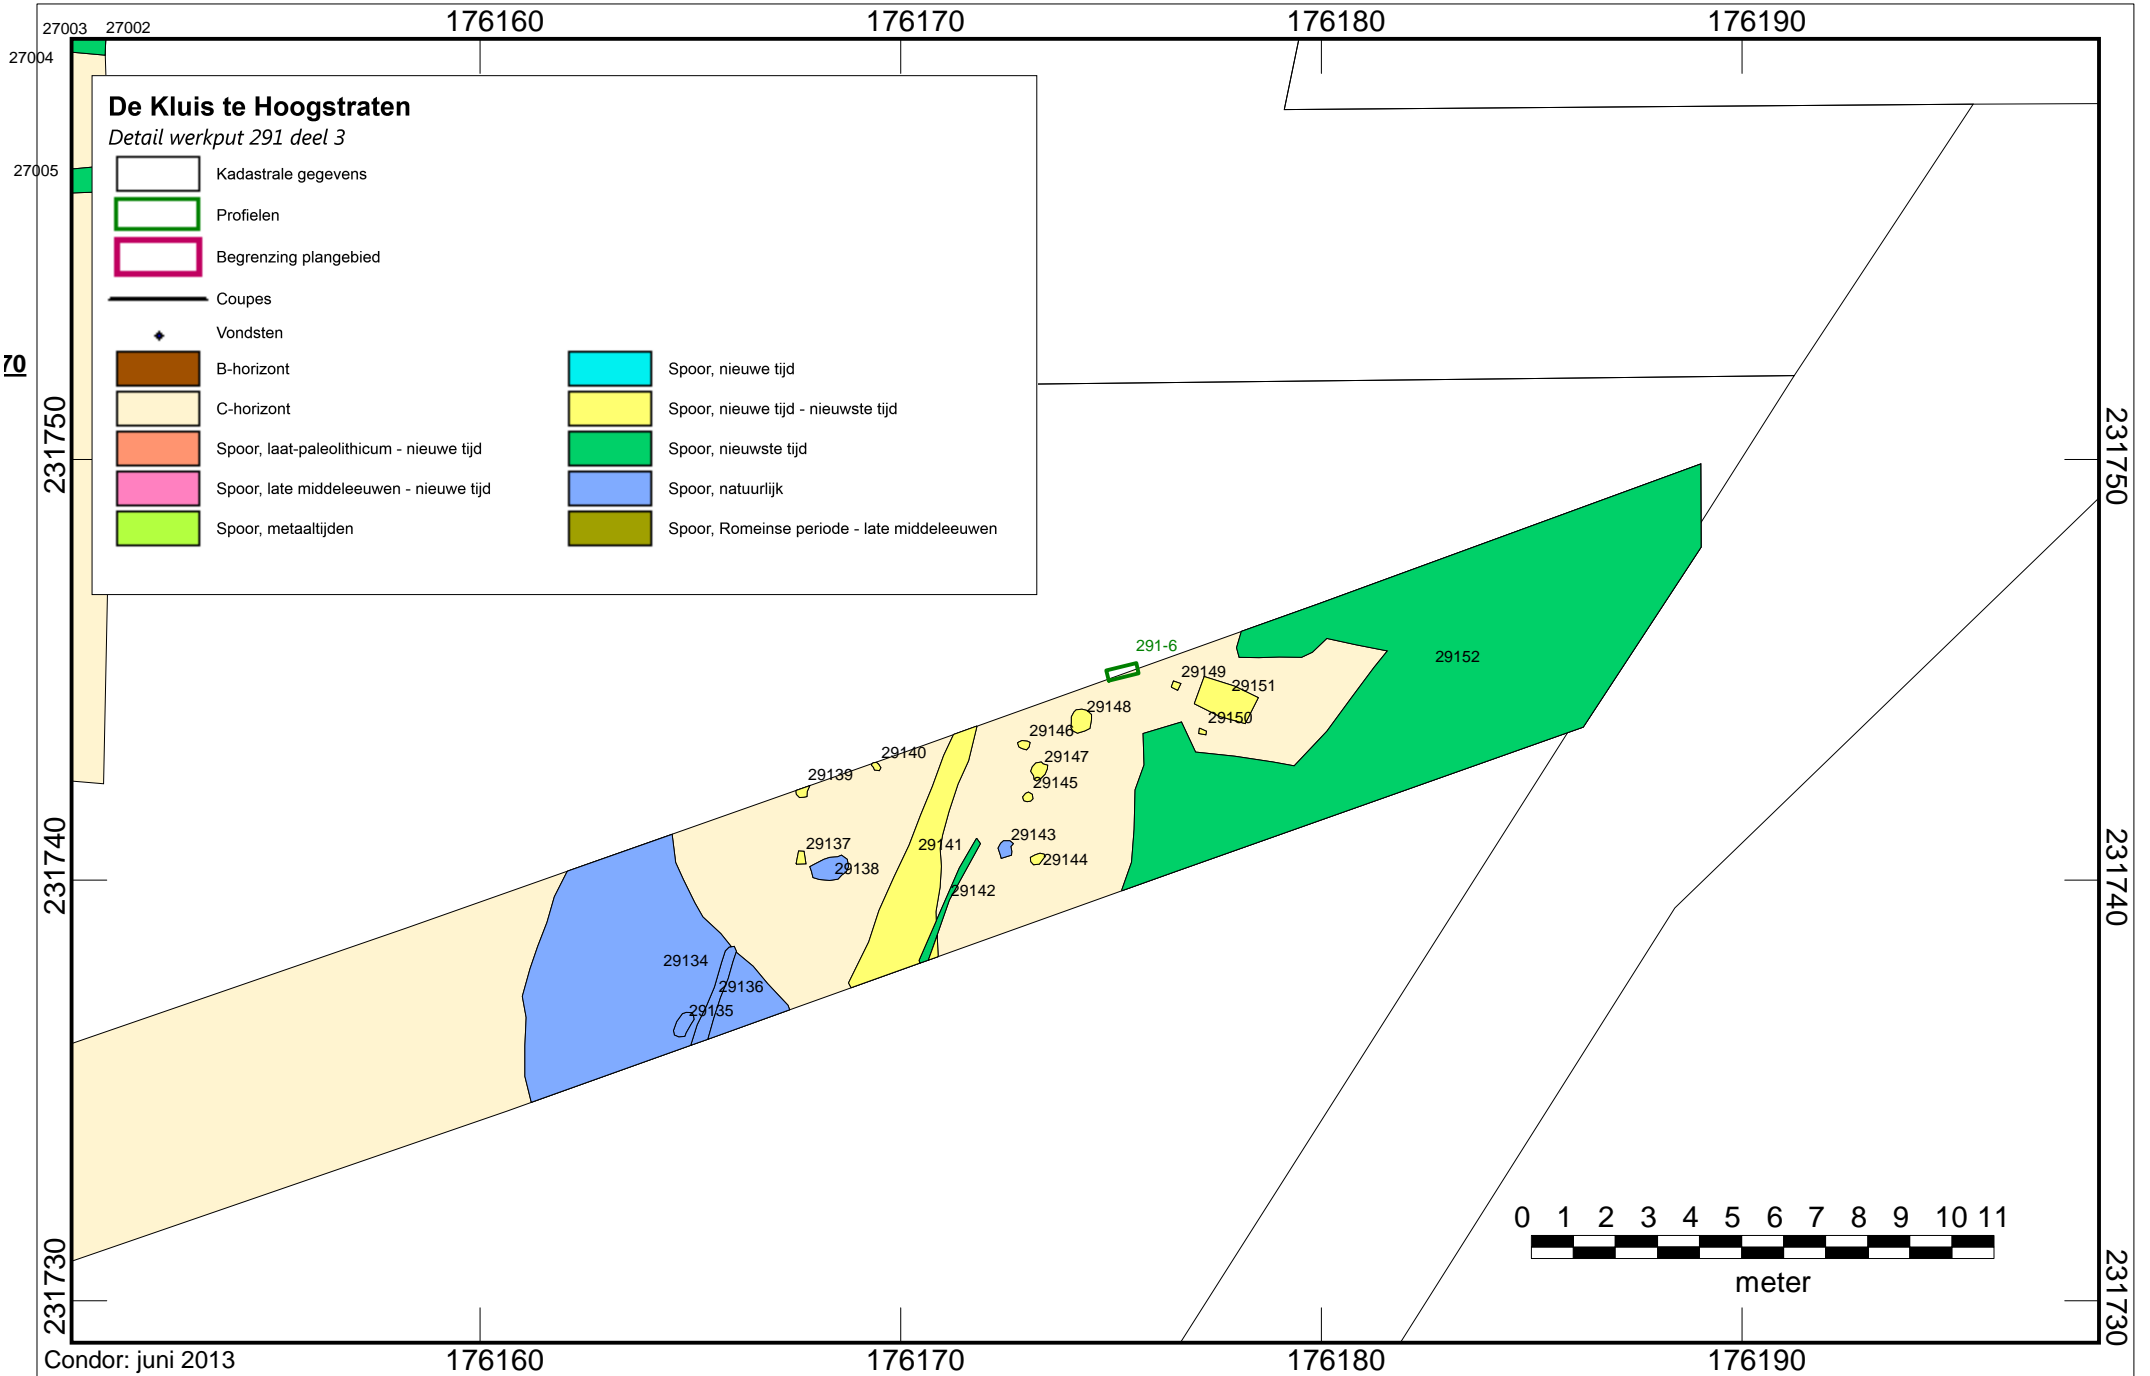 176160 176170 176180 176190
27003 27002
27004
27005
70
De Kluis te Hoogstraten
Detail werkput 291 deel 3
Kadastrale gegevens
Profielen
Begrenzing plangebied
Coupes
Vondsten
B-horizont
C-horizont
Spoor, laat-paleolithicum - nieuwe tijd
Spoor, late middeleeuwen - nieuwe tijd
Spoor, metaaltijden
Spoor, nieuwe tijd
Spoor, nieuwe tijd - nieuwste tijd
Spoor, nieuwste tijd
Spoor, natuurlijk
Spoor, Romeinse periode - late middeleeuwen
231750
231750
291-6
29152
29149
29151
29148
29150
29146
29140
29147
29139
29145
29143
29137
29141
29144
29138
29142
231740
231740
29134
29136
29135
0 1 2 3 4 5 6 7 8 9 10 11
meter
231730
231730
Condor: juni 2013
176160 176170 176180 176190